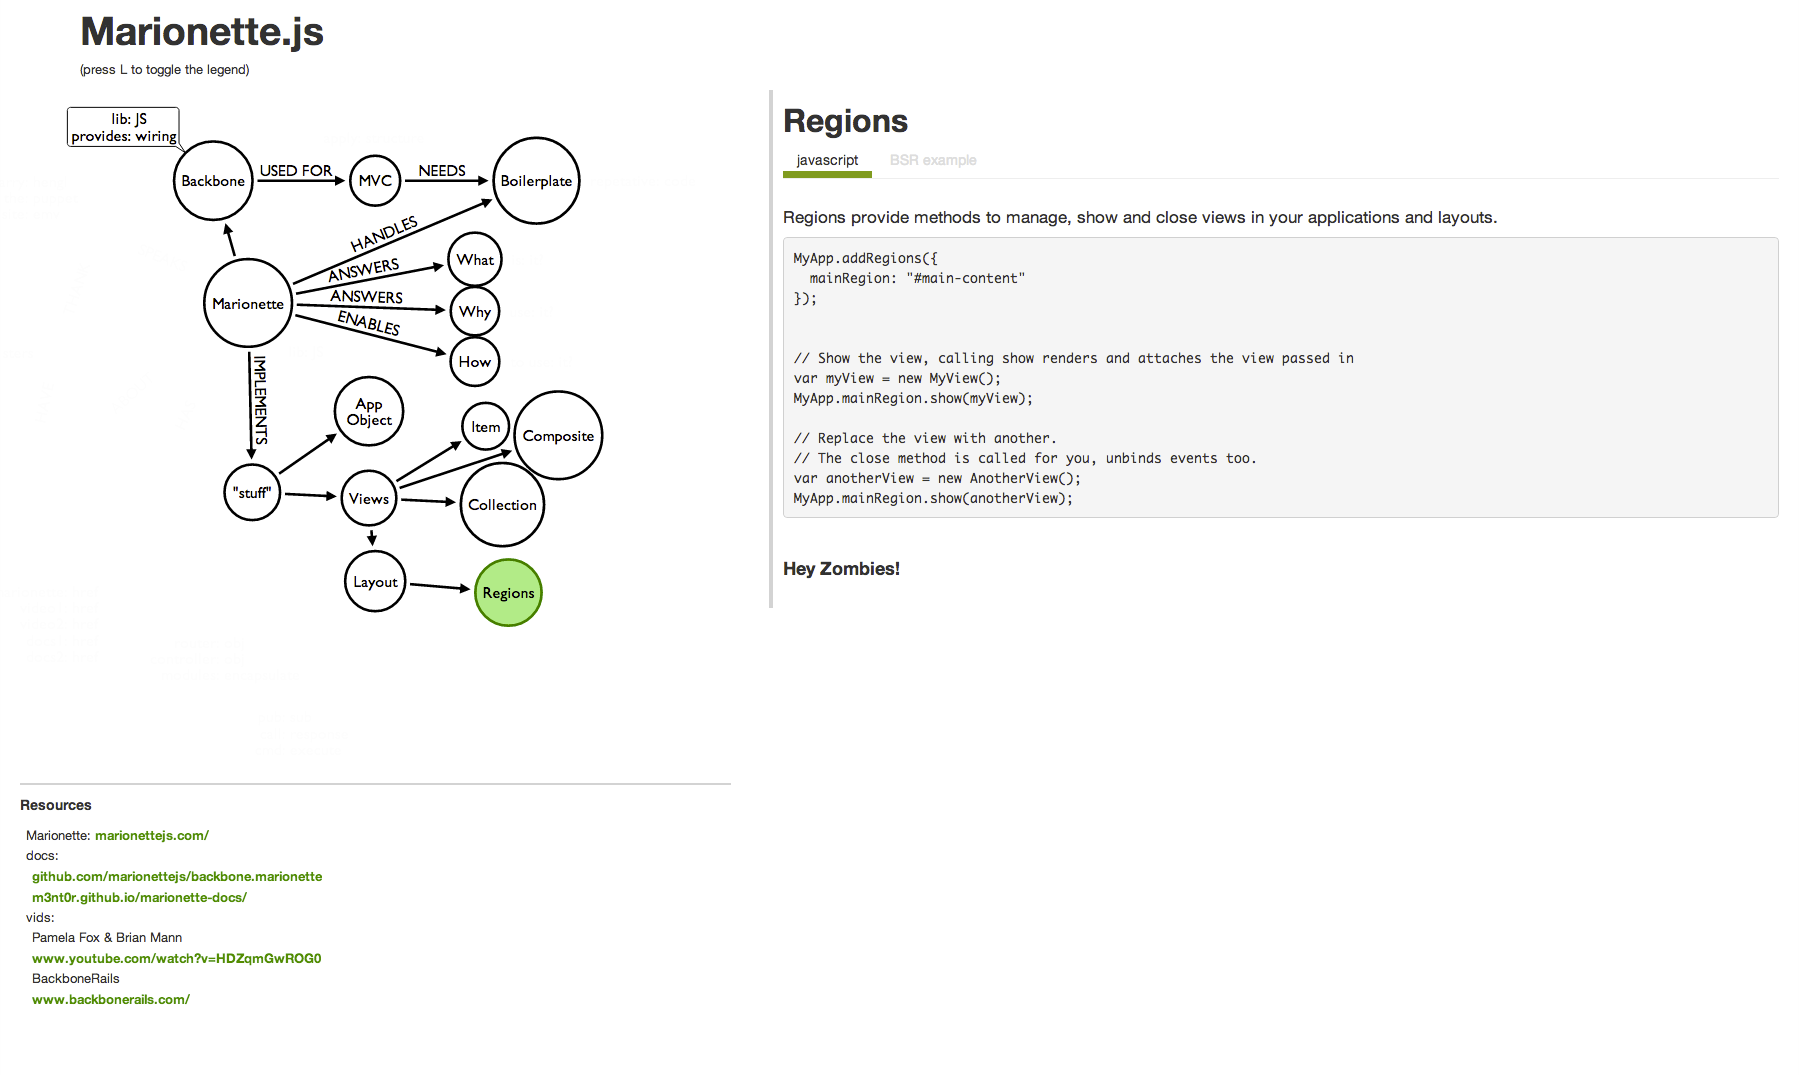 Marionette.js
(press L to toggle the legend)
lib: JS
provides: wiring
Backbone
USED FOR
MVC
NEEDS
Boilerplate
HANDLES
What
ANSWERS
Marionette
ANSWERS
Why
ENABLES
How
IMPLEMENTS
App
Object
Item
Composite
"stuff"
Views
Collection
Layout
Regions
Regions
javascript
BSR example
Regions provide methods to manage, show and close views in your applications and layouts.
MyApp.addRegions({
  mainRegion: "#main-content"
});
// Show the view, calling show renders and attaches the view passed in
var myView = new MyView();
MyApp.mainRegion.show(myView);
// Replace the view with another.
// The close method is called for you, unbinds events too.
var anotherView = new AnotherView();
MyApp.mainRegion.show(anotherView);
Hey Zombies!
Resources
Marionette: marionettejs.com/
docs:
github.com/marionettejs/backbone.marionette
m3nt0r.github.io/marionette-docs/
vids:
Pamela Fox & Brian Mann
www.youtube.com/watch?v=HDZqmGwROG0
BackboneRails
www.backbonerails.com/